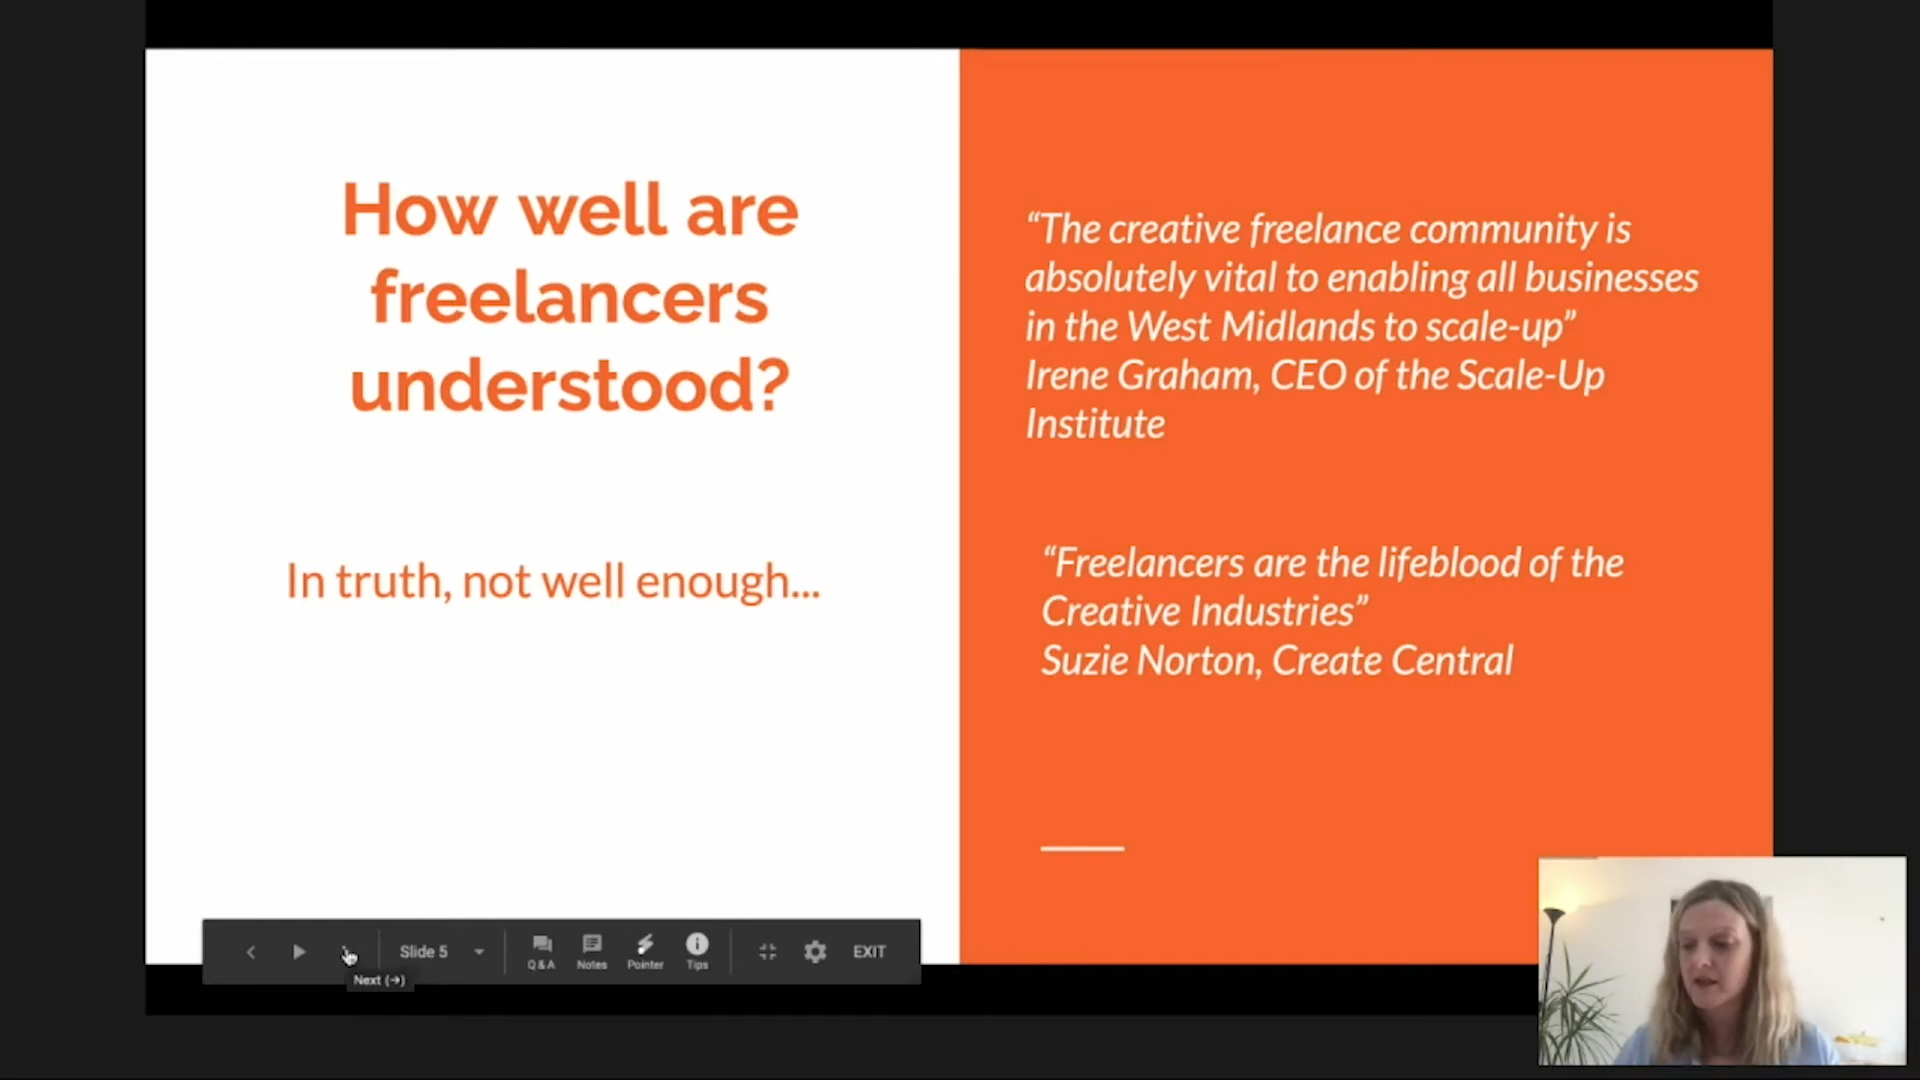 How well are
freelancers
understood?
In truth, not well enough...
“The creative freelance community is
absolutely vital to enabling all businesses
in the West Midlands to scale-up”
Irene Graham, CEO of the Scale-Up
Institute
“Freelancers are the lifeblood of the
Creative Industries”
Suzie Norton, Create Central
Slide 5
Q & A
Notes
Pointer
Tips
EXIT
Next (→)